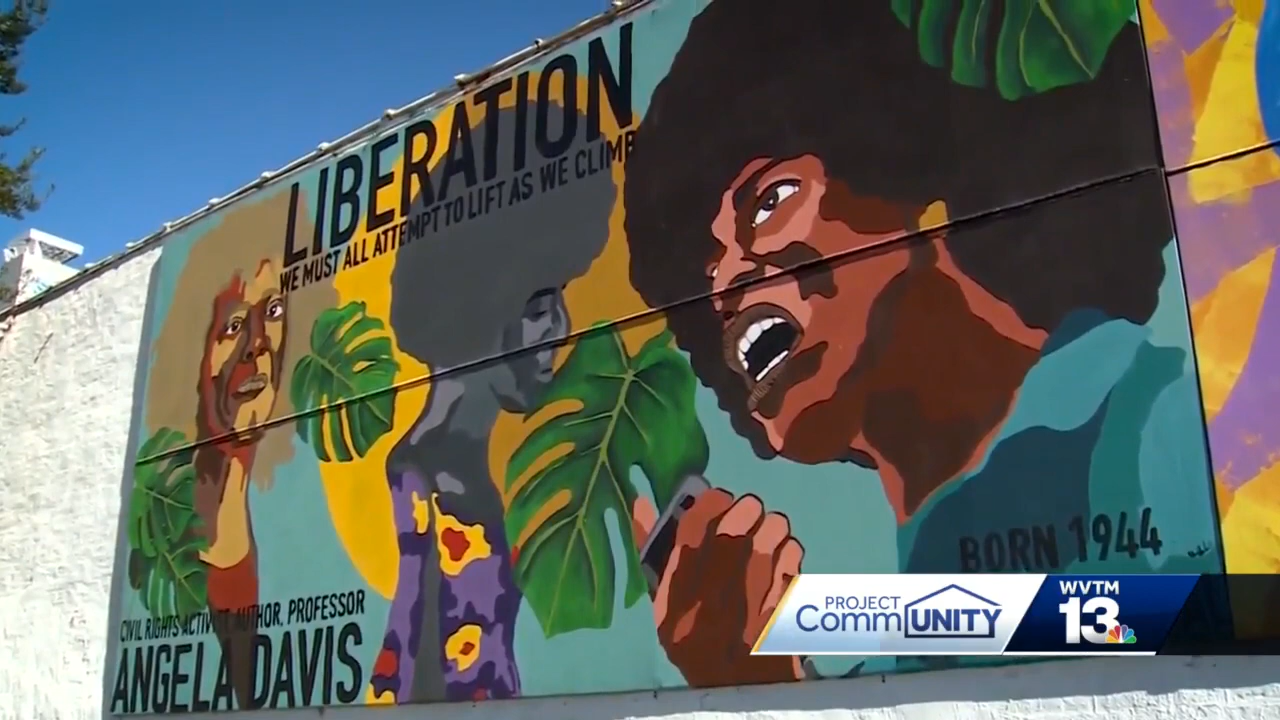 LIBERATION
WE MUST ALL ATTEMPT TO LIFT AS WE CLIMB
BORN 1944
CIVIL RIGHTS ACTIVIST, AUTHOR, PROFESSOR
ANGELA DAVIS
PROJECT
CommUNITY
WVTM
13